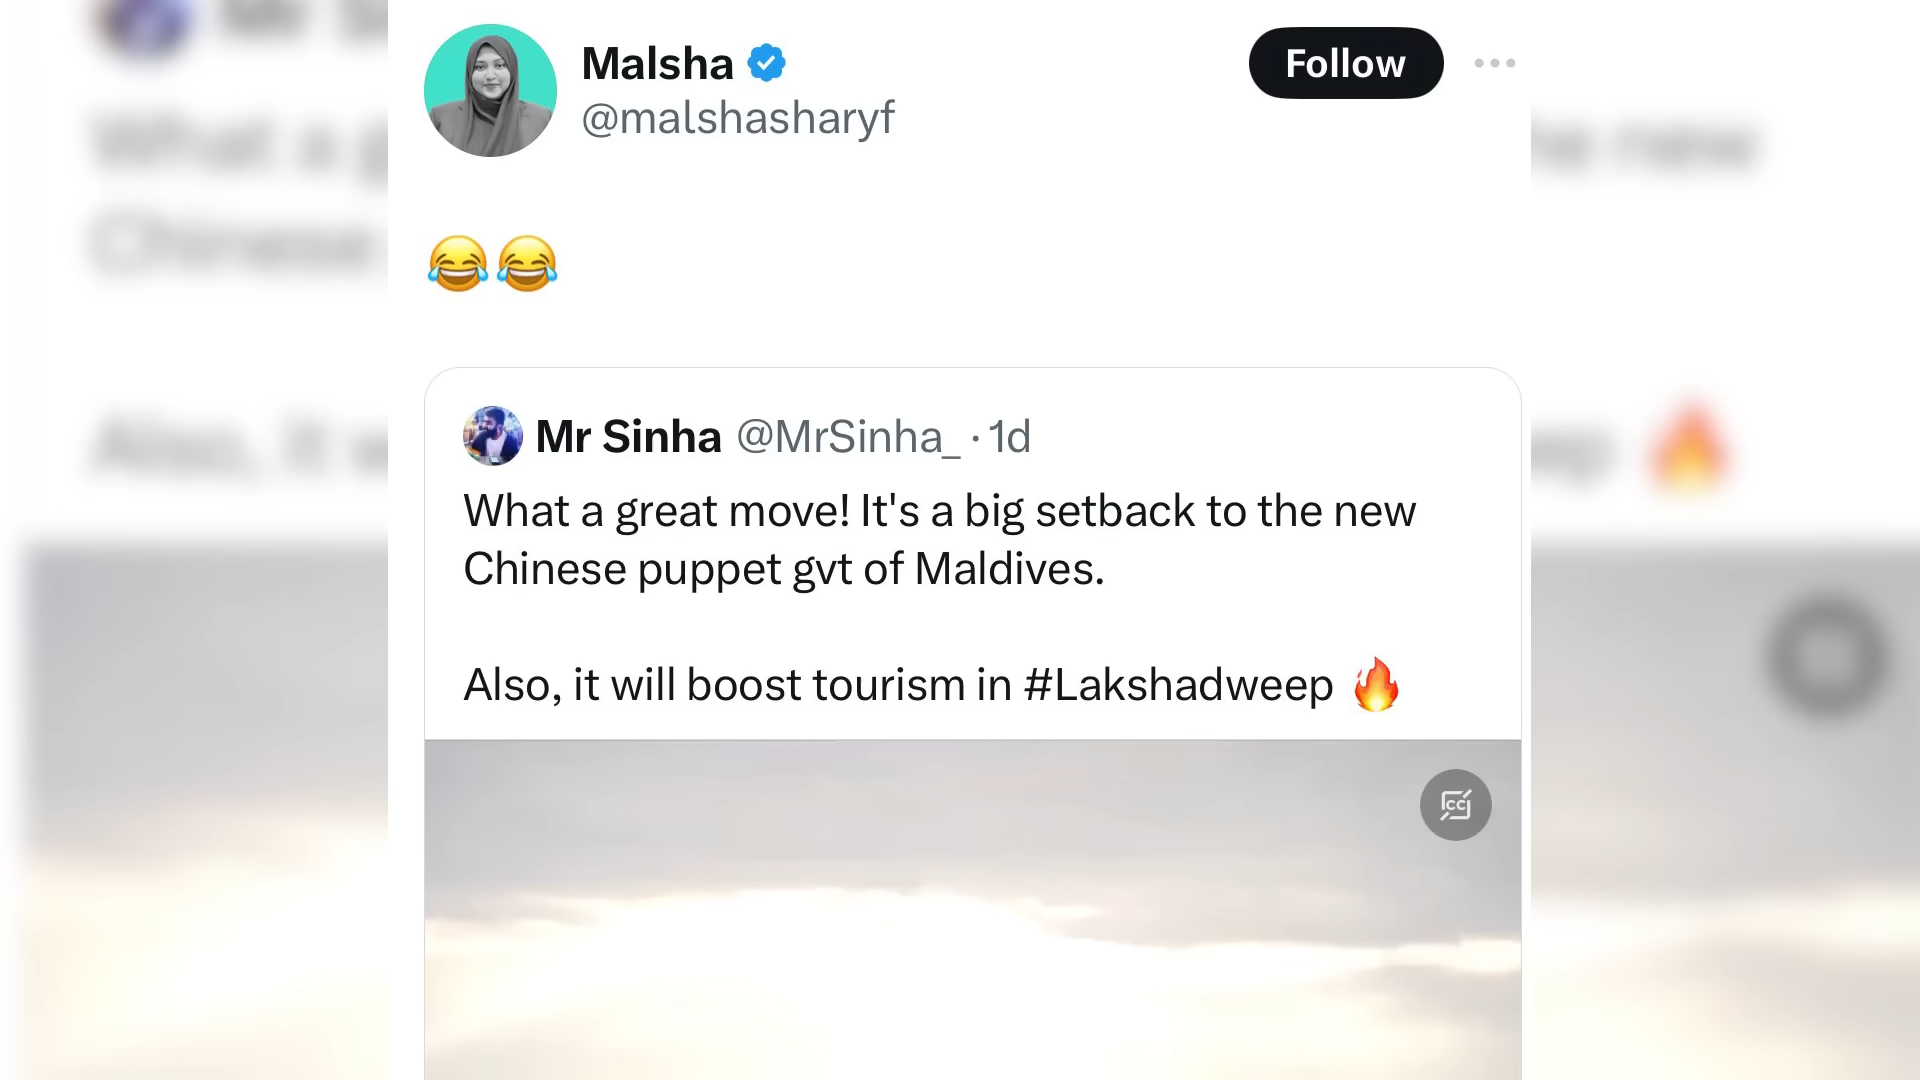 Malsha
@malshasharyf
Follow
😂😂
Mr Sinha @MrSinha_ · 1d
What a great move! It's a big setback to the new
Chinese puppet gvt of Maldives.
Also, it will boost tourism in #Lakshadweep 🔥
CC